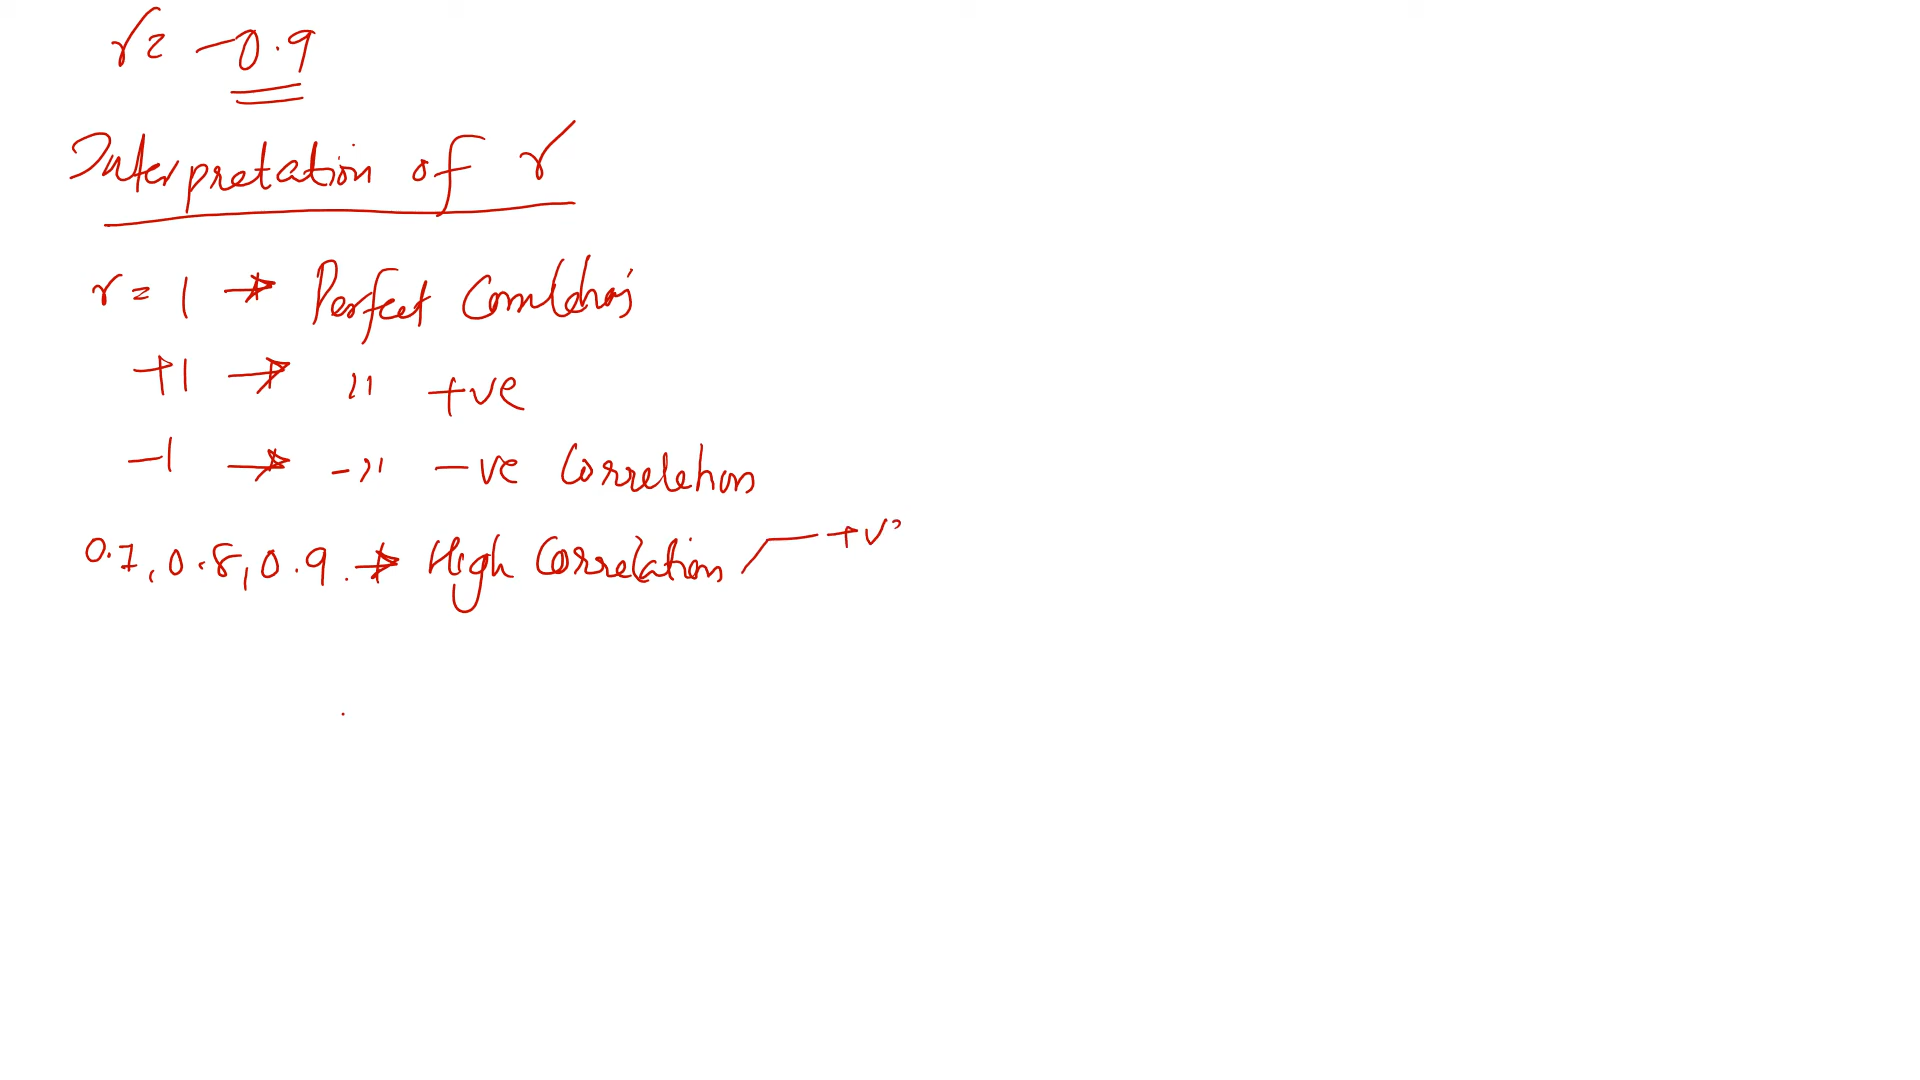 r = -0.9
Interpretation of r
r = 1 → Perfect Correlation
+1 → " +ve
-1 → -" -ve Correlation
0.7, 0.8, 0.9. → High Correlation — +ve